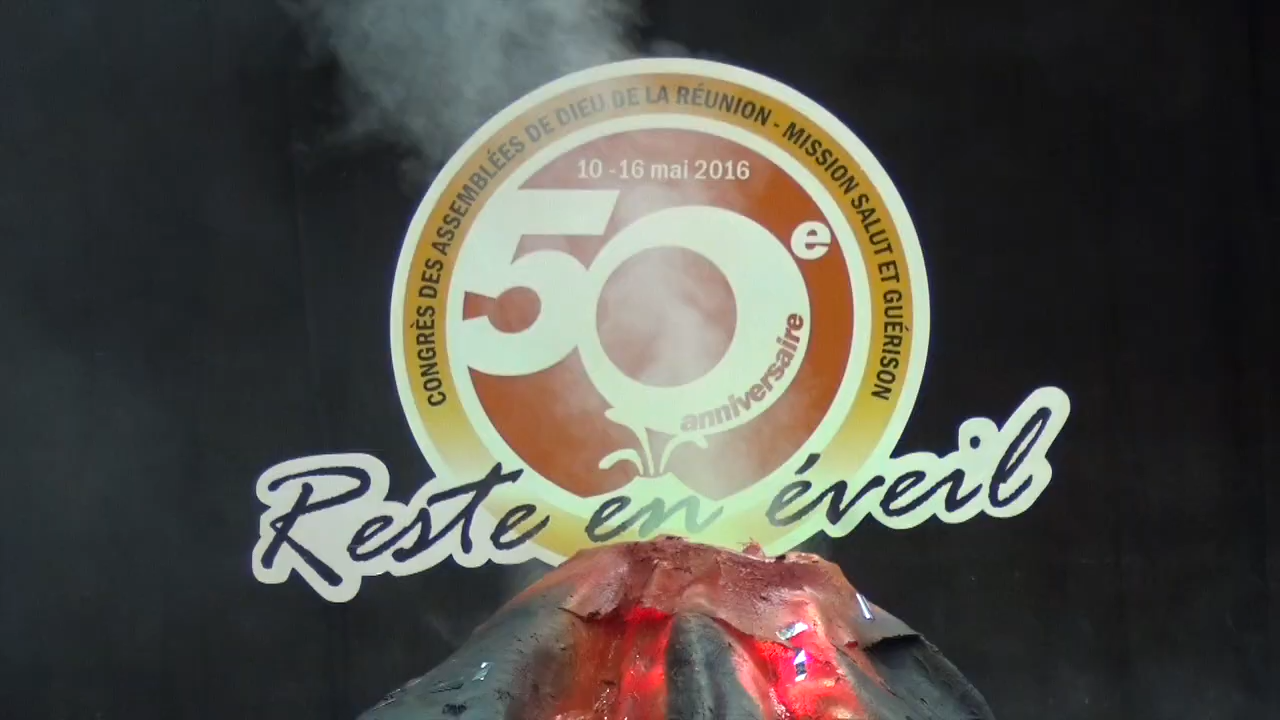 CONGRÈS DES ASSEMBLÉES DE DIEU DE LA RÉUNION - MISSION SALUT ET GUÉRISON
10 - 16 mai 2016
50e
anniversaire
Reste en éveil